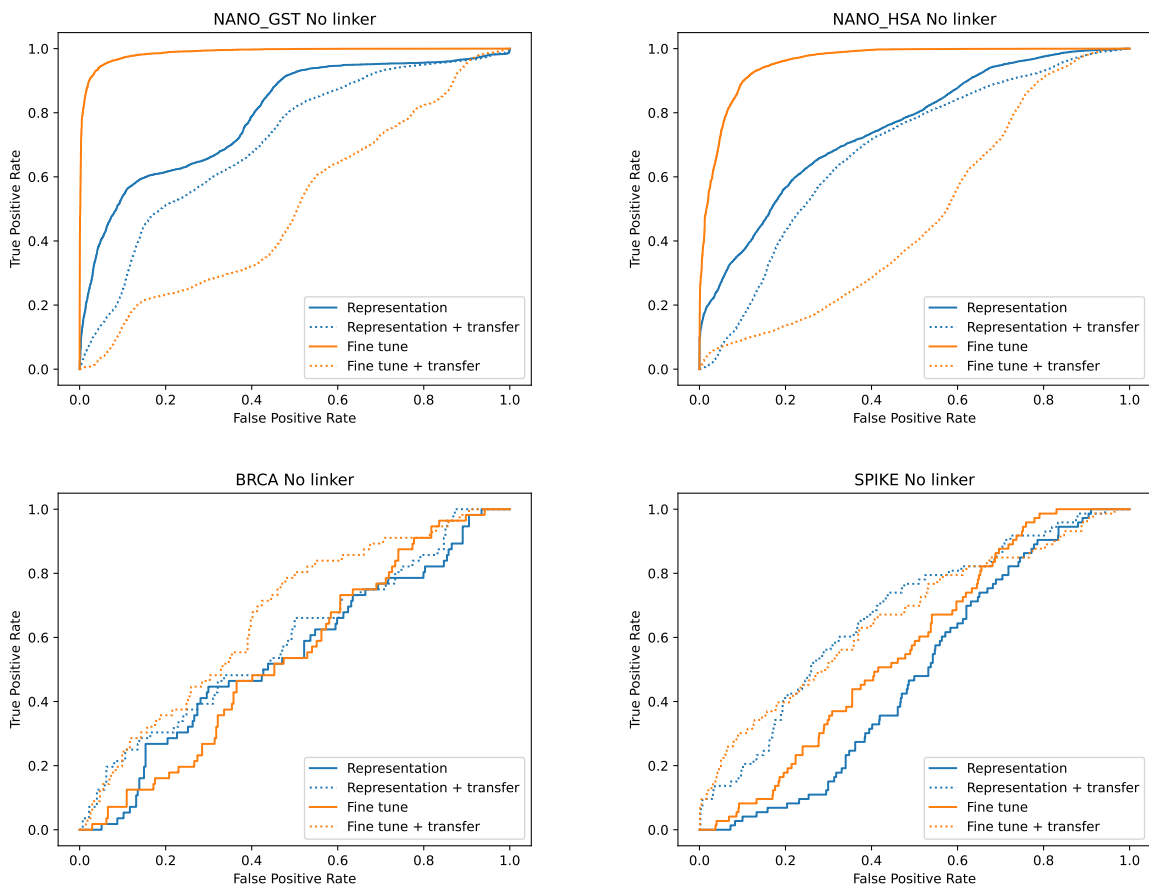 NANO_GST No linker
1.0
0.8
0.6
0.4
0.2
0.0
True Positive Rate
Representation
Representation + transfer
Fine tune
Fine tune + transfer
0.0 0.2 0.4 0.6 0.8 1.0
False Positive Rate
NANO_HSA No linker
1.0
0.8
0.6
0.4
0.2
0.0
True Positive Rate
Representation
Representation + transfer
Fine tune
Fine tune + transfer
0.0 0.2 0.4 0.6 0.8 1.0
False Positive Rate
BRCA No linker
1.0
0.8
0.6
0.4
0.2
0.0
True Positive Rate
Representation
Representation + transfer
Fine tune
Fine tune + transfer
0.0 0.2 0.4 0.6 0.8 1.0
False Positive Rate
SPIKE No linker
1.0
0.8
0.6
0.4
0.2
0.0
True Positive Rate
Representation
Representation + transfer
Fine tune
Fine tune + transfer
0.0 0.2 0.4 0.6 0.8 1.0
False Positive Rate